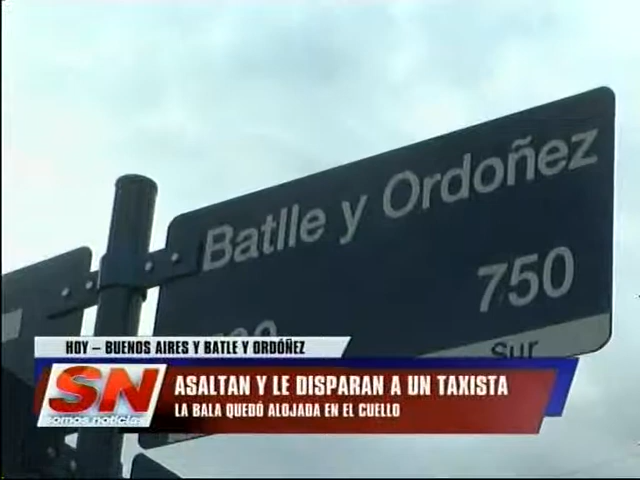 Batlle y Ordoñez
750
Sur
HOY – BUENOS AIRES Y BATLE Y ORDÓÑEZ
SN
somos noticias
ASALTAN Y LE DISPARAN A UN TAXISTA
LA BALA QUEDÓ ALOJADA EN EL CUELLO